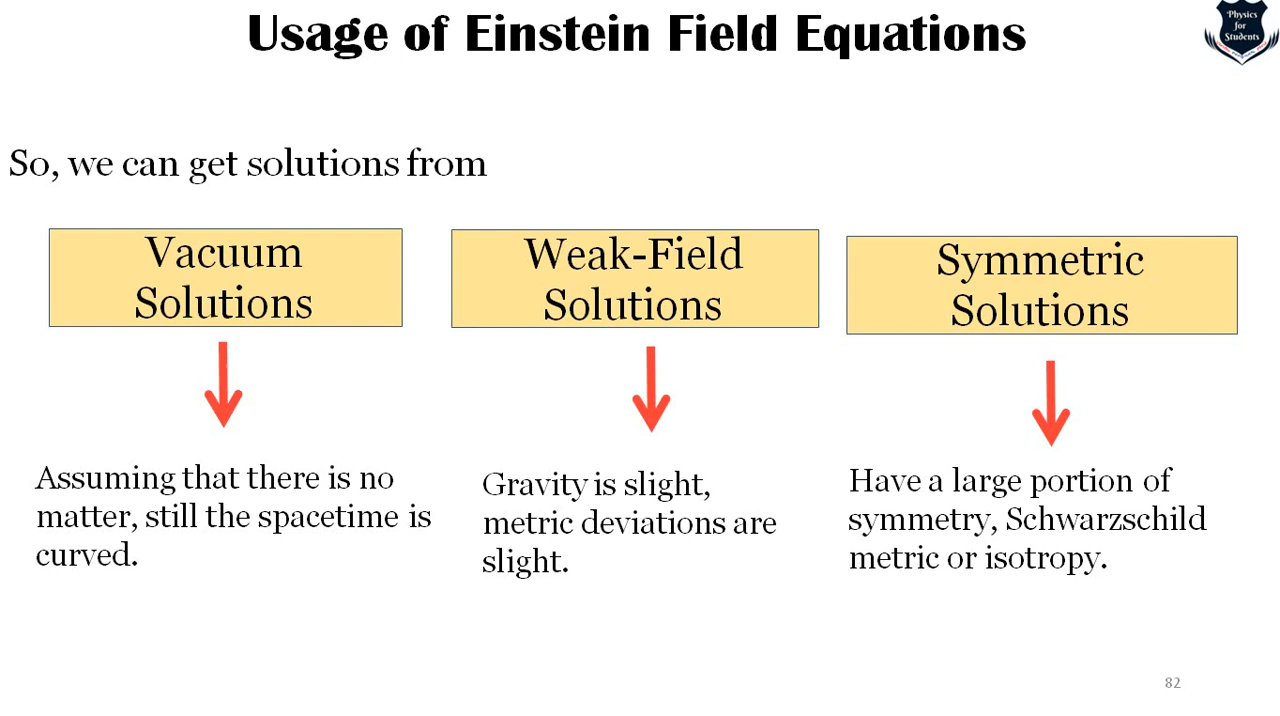 Usage of Einstein Field Equations
Physics
for
Students
So, we can get solutions from
Vacuum
Solutions
Weak-Field
Solutions
Symmetric
Solutions
Assuming that there is no
matter, still the spacetime is
curved.
Gravity is slight,
metric deviations are
slight.
Have a large portion of
symmetry, Schwarzschild
metric or isotropy.
82